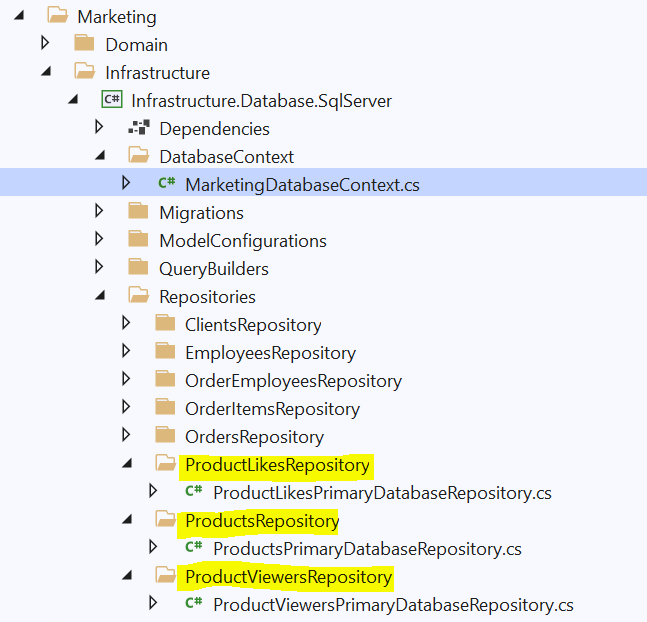 Marketing
Domain
Infrastructure
C# Infrastructure.Database.SqlServer
Dependencies
DatabaseContext
C# MarketingDatabaseContext.cs
Migrations
ModelConfigurations
QueryBuilders
Repositories
ClientsRepository
EmployeesRepository
OrderEmployeesRepository
OrderItemsRepository
OrdersRepository
ProductLikesRepository
C# ProductLikesPrimaryDatabaseRepository.cs
ProductsRepository
C# ProductsPrimaryDatabaseRepository.cs
ProductViewersRepository
C# ProductViewersPrimaryDatabaseRepository.cs